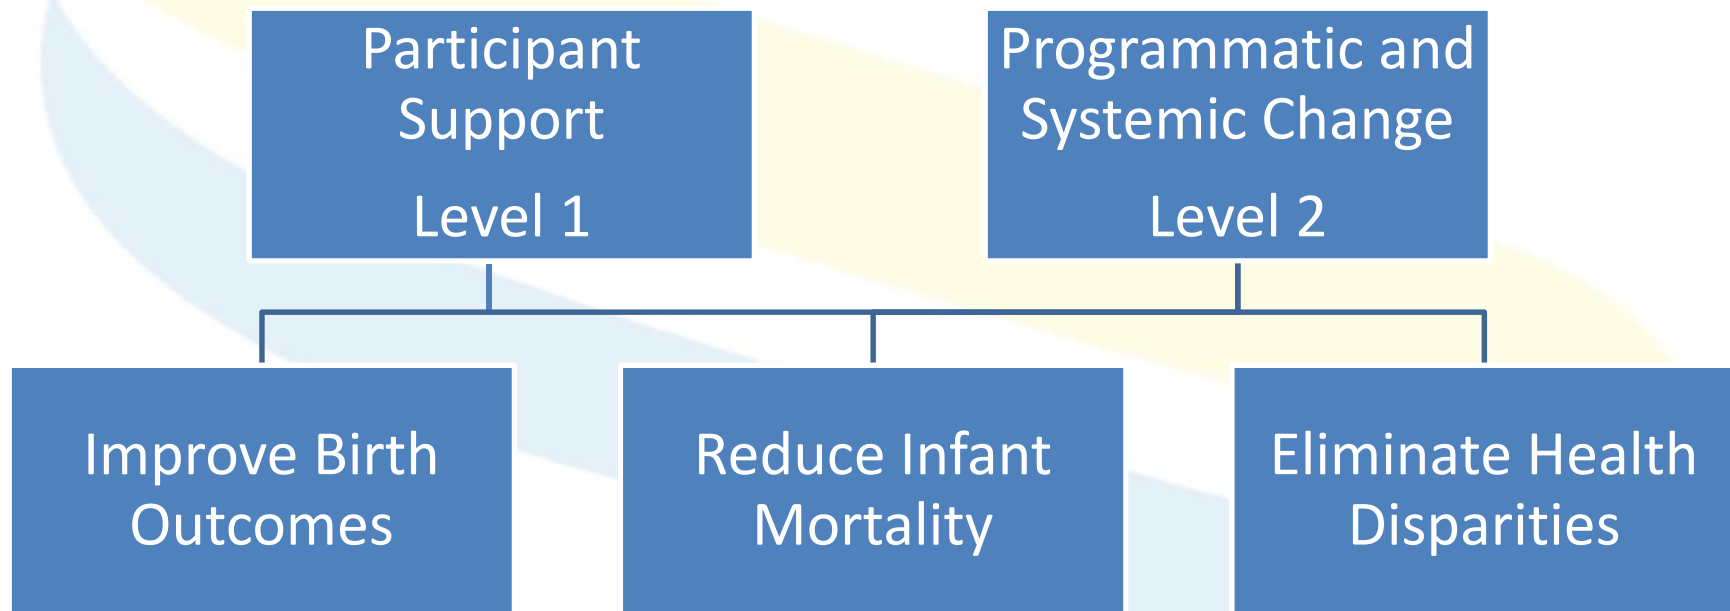 Participant
Support
Level 1
Programmatic and
Systemic Change
Level 2
Improve Birth
Outcomes
Reduce Infant
Mortality
Eliminate Health
Disparities